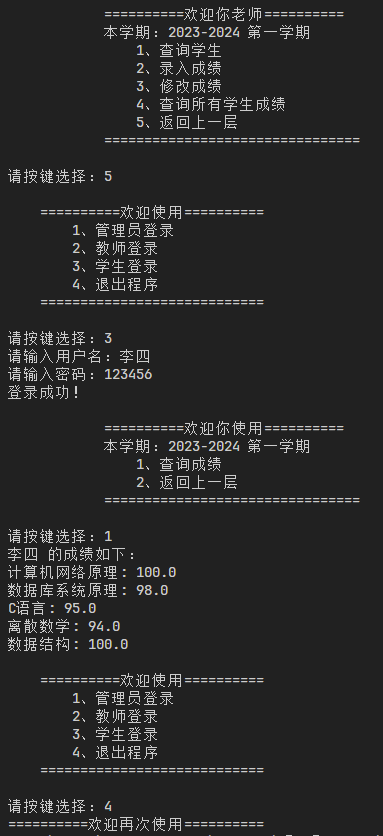 ==========欢迎你老师==========
本学期：2023-2024 第一学期
1、查询学生
2、录入成绩
3、修改成绩
4、查询所有学生成绩
5、返回上一层
================================
请按键选择：5
==========欢迎使用==========
1、管理员登录
2、教师登录
3、学生登录
4、退出程序
============================
请按键选择：3
请输入用户名：李四
请输入密码：123456
登录成功！
==========欢迎你使用==========
本学期：2023-2024 第一学期
1、查询成绩
2、返回上一层
================================
请按键选择：1
李四 的成绩如下：
计算机网络原理：100.0
数据库系统原理：98.0
C语言：95.0
离散数学：94.0
数据结构：100.0
==========欢迎使用==========
1、管理员登录
2、教师登录
3、学生登录
4、退出程序
============================
请按键选择：4
==========欢迎再次使用==========